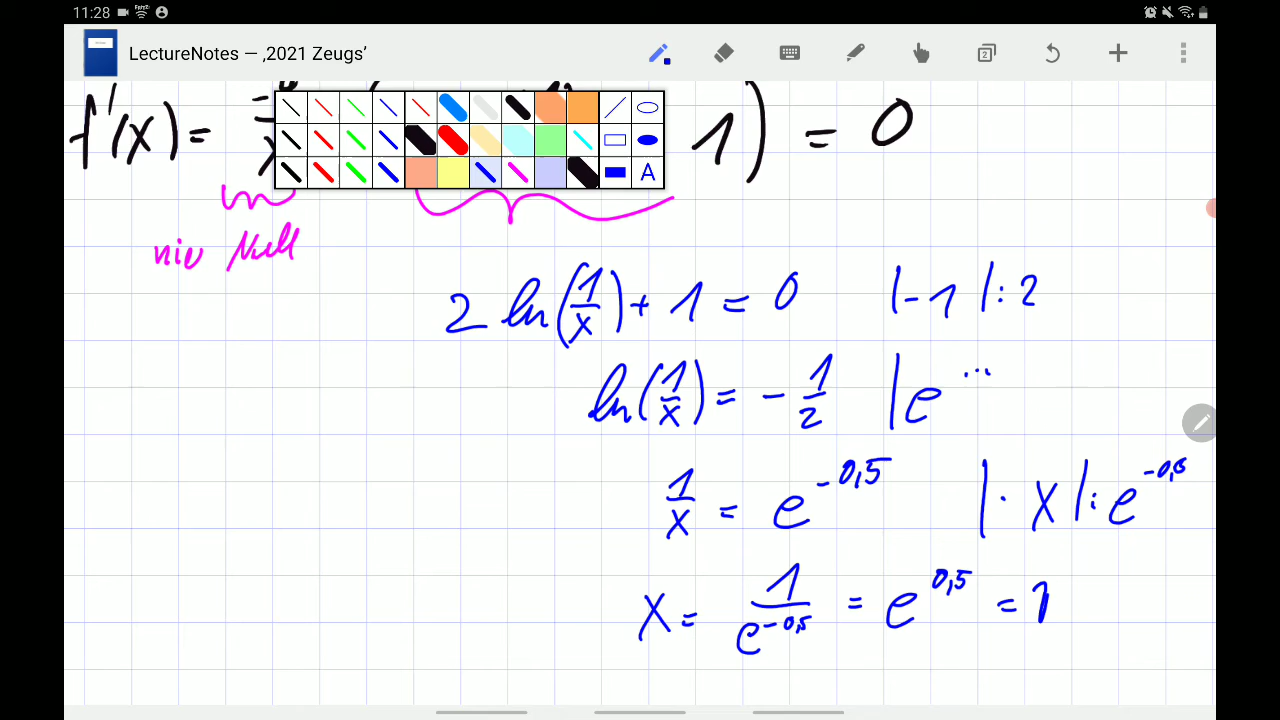 11:28
LectureNotes — ‚2021 Zeugs’
f'(x) = 1) = 0
nie Null
2 ln(1/x) + 1 = 0 |-1 |:2
ln(1/x) = - 1/2 |e^...
1/x = e^-0,5 |· x |: e^-0,5
x = 1/e^-0,5 = e^0,5 = 1